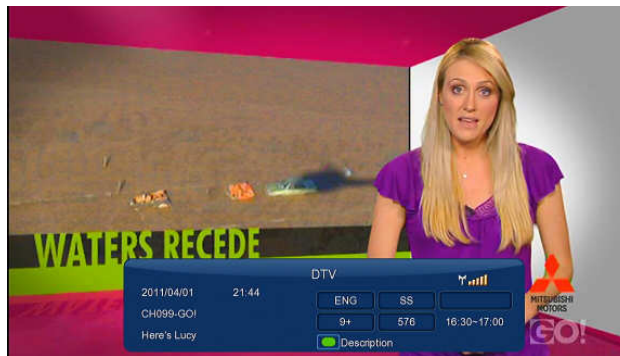 WATERS RECEDE
DTV
2011/04/01 21:44
ENG SS
CH099-GO!
9+ 576 16:30~17:00
Here's Lucy
Description
MITSUBISHI
MOTORS
GO!